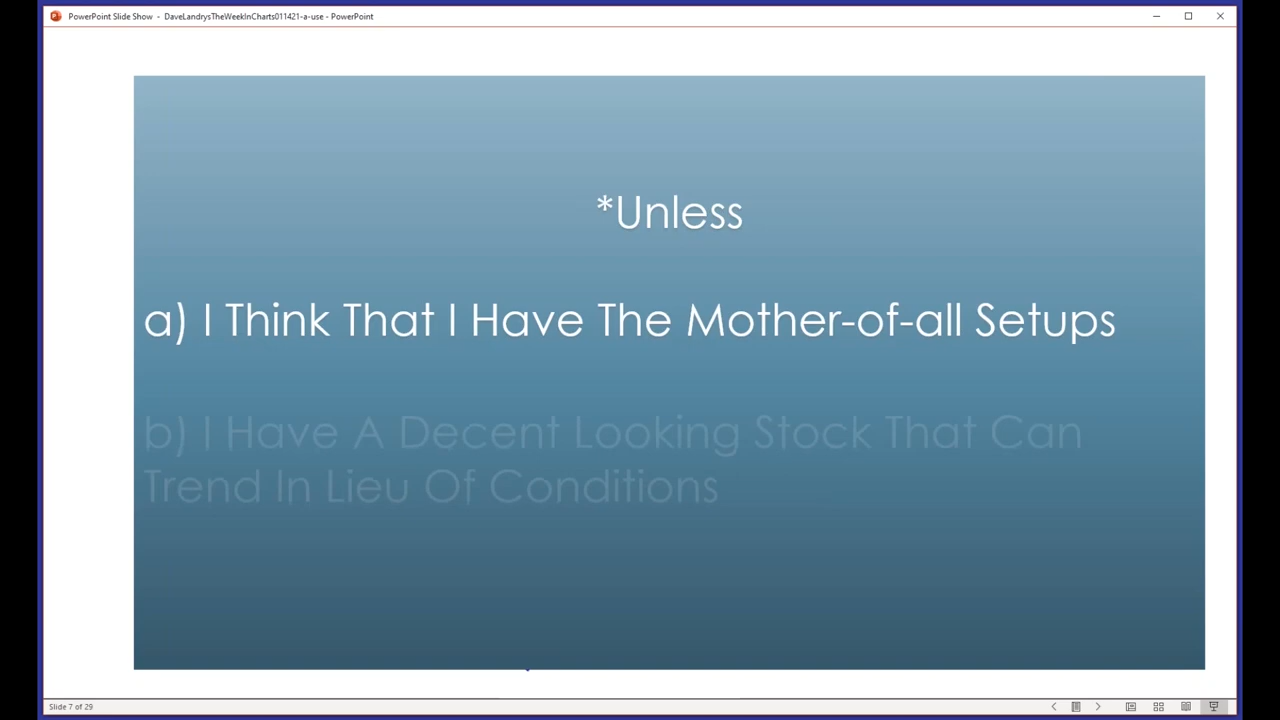 PowerPoint Slide Show - DaveLandrysTheWeekInCharts011421-a-use - PowerPoint
*Unless
a) I Think That I Have The Mother-of-all Setups
b) I Have A Decent Looking Stock That Can
Trend In Lieu Of Conditions
Slide 7 of 29